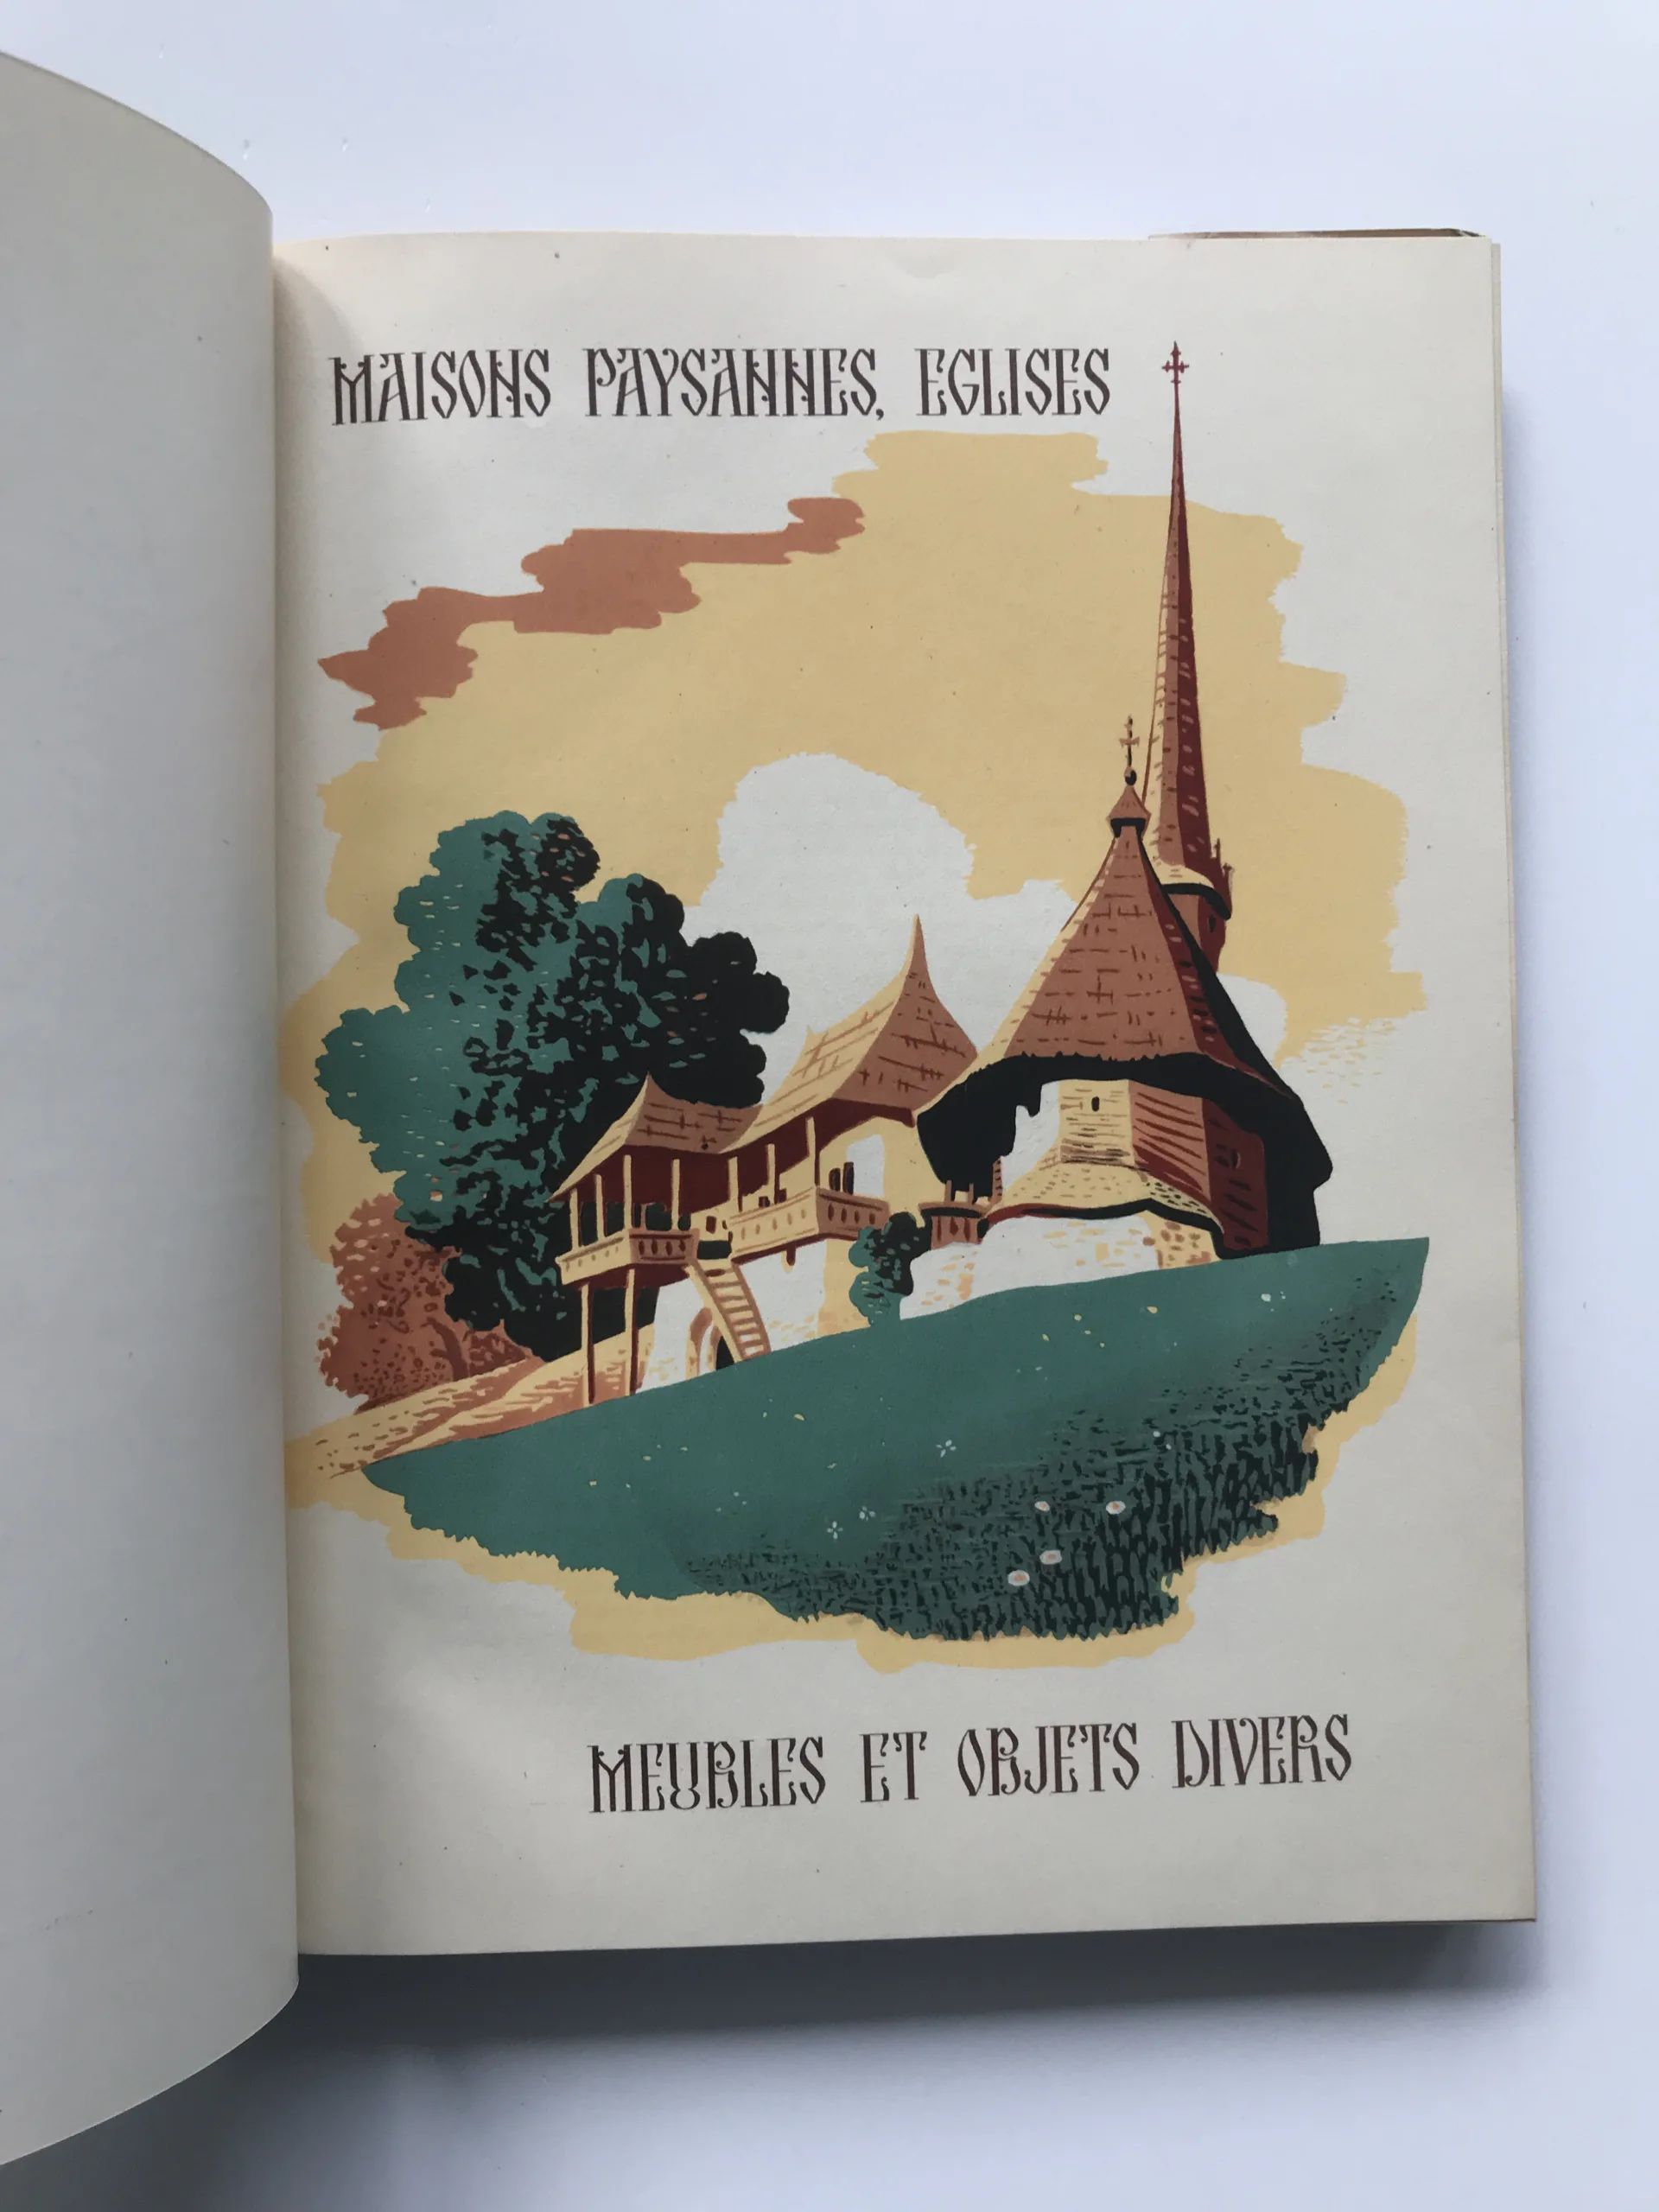 MAISONS PAYSANNES, EGLISES
MEUBLES ET OBJETS DIVERS